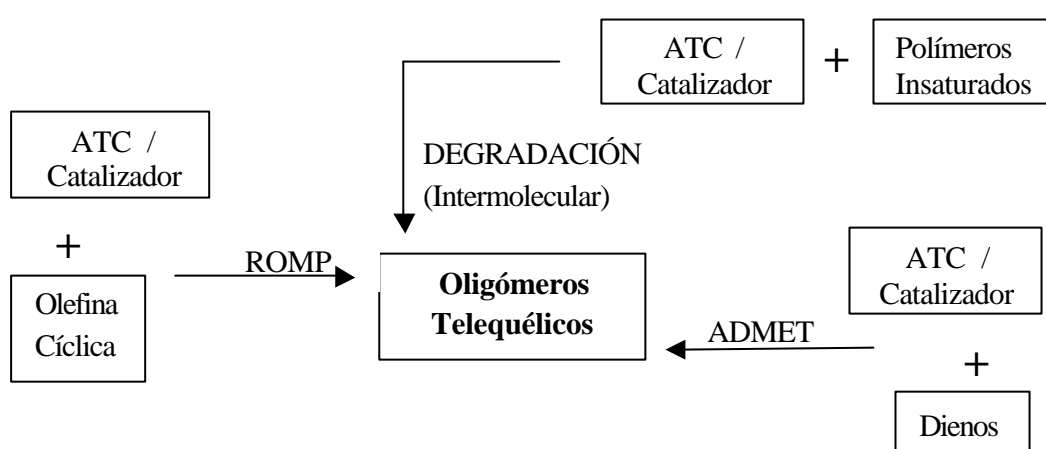 ATC /
Catalizador
+
Polímeros
Insaturados
DEGRADACIÓN
(Intermolecular)
ATC /
Catalizador
+
Olefina
Cíclica
ROMP
Oligómeros
Telequélicos
ADMET
ATC /
Catalizador
+
Dienos